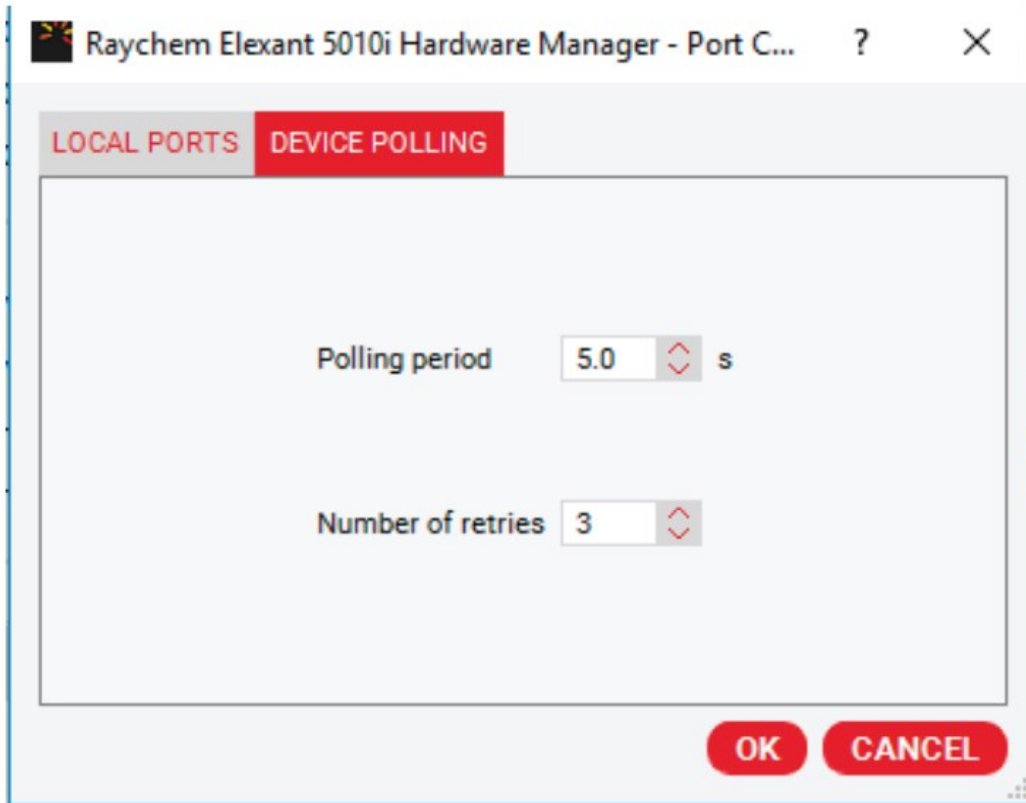 Raychem Elexant 5010i Hardware Manager - Port C... ?
LOCAL PORTS DEVICE POLLING
Polling period 5.0 s
Number of retries 3
OK CANCEL